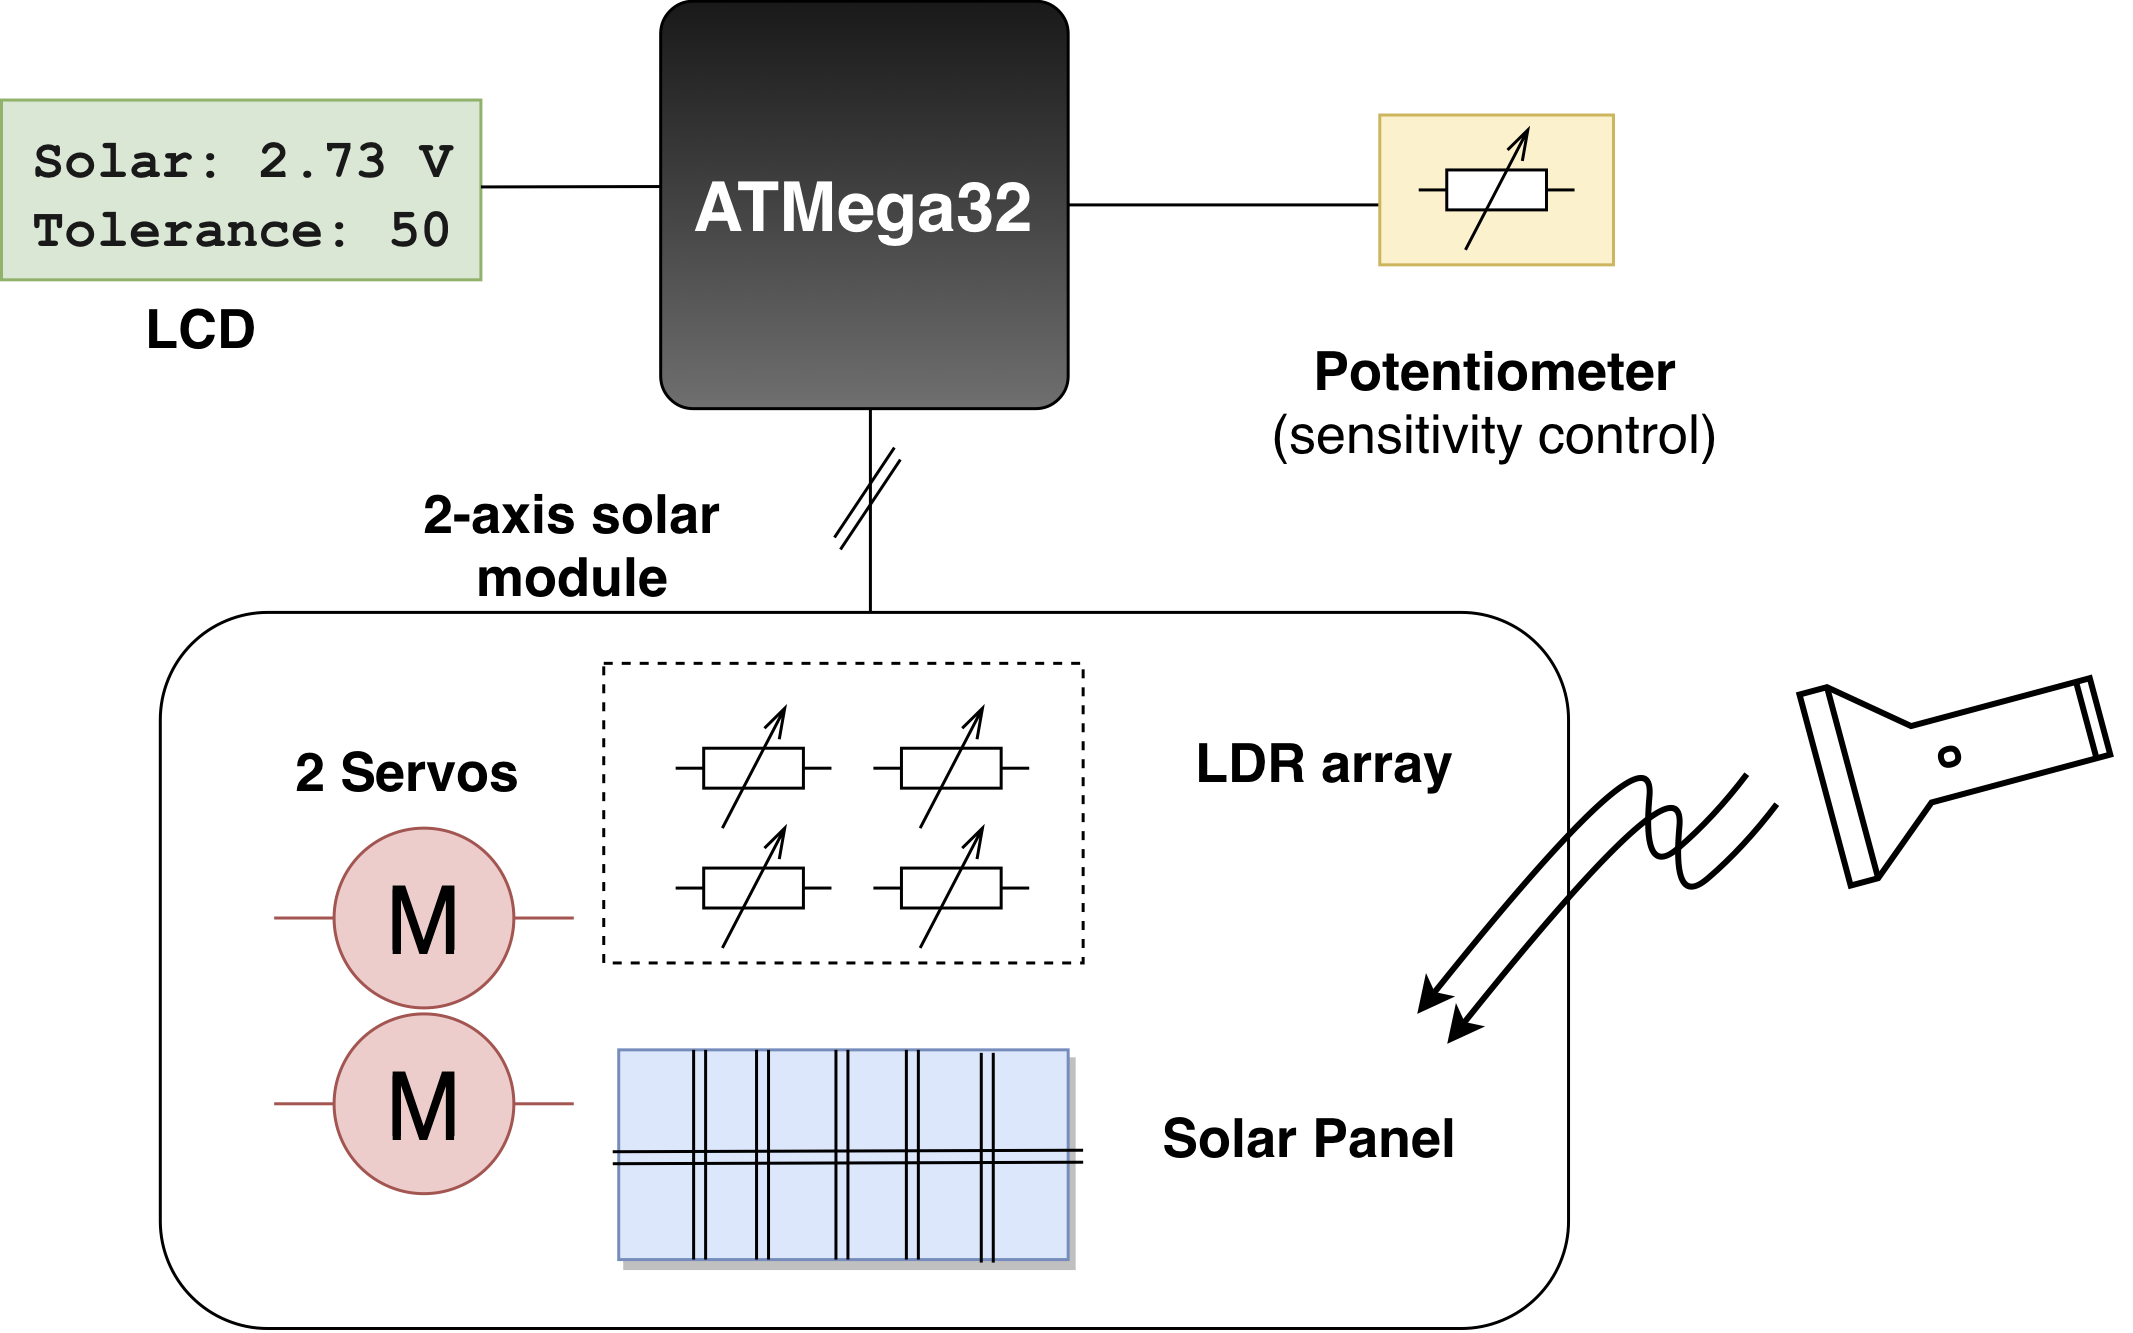 Solar: 2.73 V
Tolerance: 50
LCD
ATMega32
Potentiometer
(sensitivity control)
2-axis solar
module
2 Servos
LDR array
M
M
Solar Panel